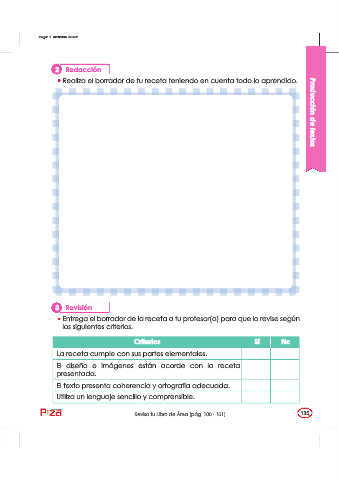 2 Redacción
• Realiza el borrador de tu receta teniendo en cuenta todo lo aprendido.
Producción de textos
3 Revisión
• Entrega el borrador de la receta a tu profesor(a) para que lo revise según
los siguientes criterios.
Criterios Sí No
La receta cumple con sus partes elementales.
El diseño e imágenes están acorde con la receta
presentada.
El texto presenta coherencia y ortografía adecuada.
Utiliza un lenguaje sencillo y comprensible.
Revisa tu Libro de Área (pág. 100 - 101)
135